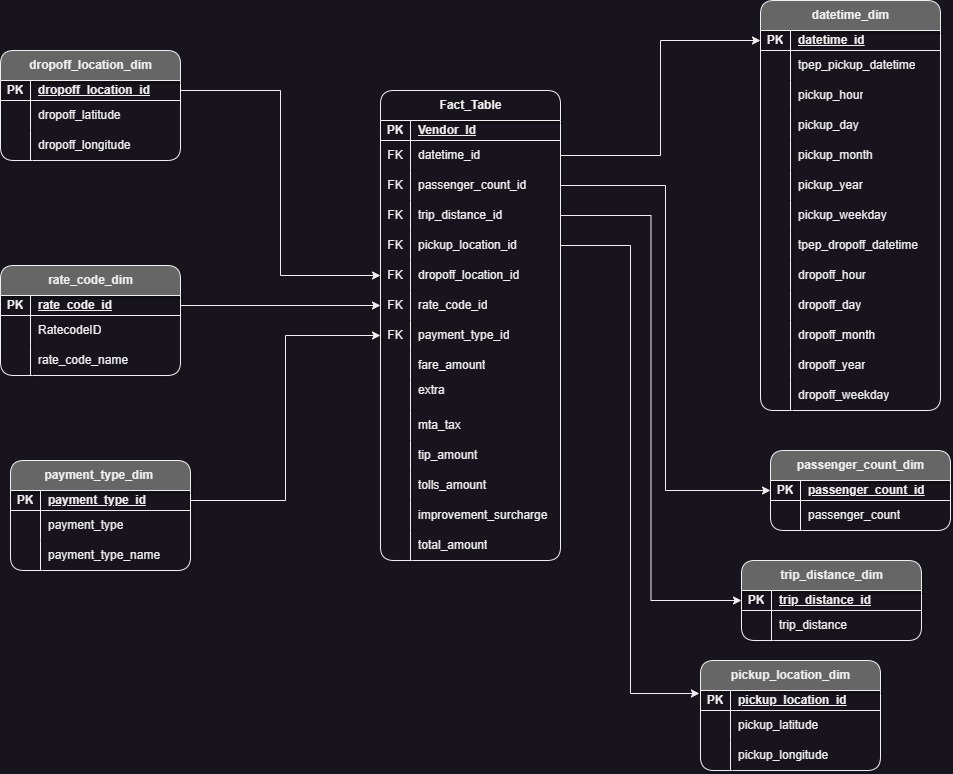 dropoff_location_dim
PK dropoff_location_id
dropoff_latitude
dropoff_longitude
rate_code_dim
PK rate_code_id
RatecodeID
rate_code_name
payment_type_dim
PK payment_type_id
payment_type
payment_type_name
Fact_Table
PK Vendor_Id
FK datetime_id
FK passenger_count_id
FK trip_distance_id
FK pickup_location_id
FK dropoff_location_id
FK rate_code_id
FK payment_type_id
fare_amount
extra
mta_tax
tip_amount
tolls_amount
improvement_surcharge
total_amount
datetime_dim
PK datetime_id
tpep_pickup_datetime
pickup_hour
pickup_day
pickup_month
pickup_year
pickup_weekday
tpep_dropoff_datetime
dropoff_hour
dropoff_day
dropoff_month
dropoff_year
dropoff_weekday
passenger_count_dim
PK passenger_count_id
passenger_count
trip_distance_dim
PK trip_distance_id
trip_distance
pickup_location_dim
PK pickup_location_id
pickup_latitude
pickup_longitude